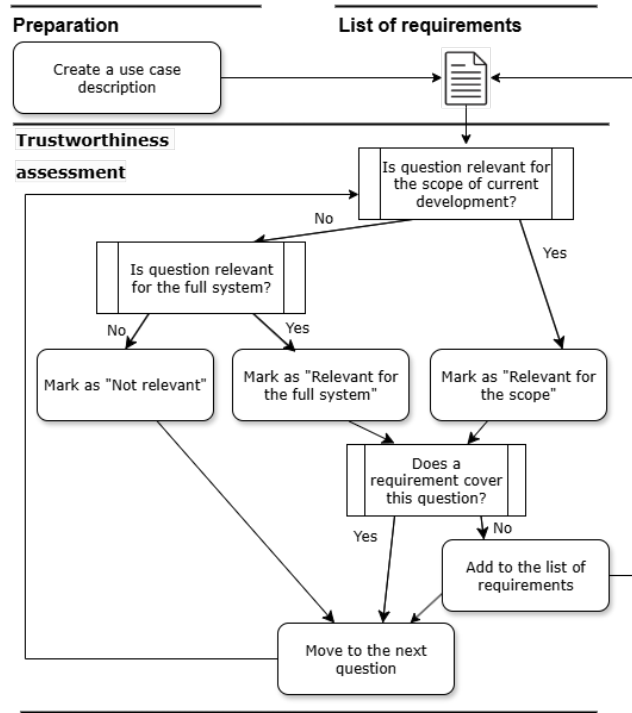 Preparation
List of requirements
Create a use case
description
Trustworthiness
assessment
Is question relevant for
the scope of current
development?
No
Yes
Is question relevant
for the full system?
No
Yes
Mark as "Not relevant"
Mark as "Relevant for
the full system"
Mark as "Relevant for
the scope"
Does a
requirement cover
this question?
Yes
No
Add to the list of
requirements
Move to the next
question